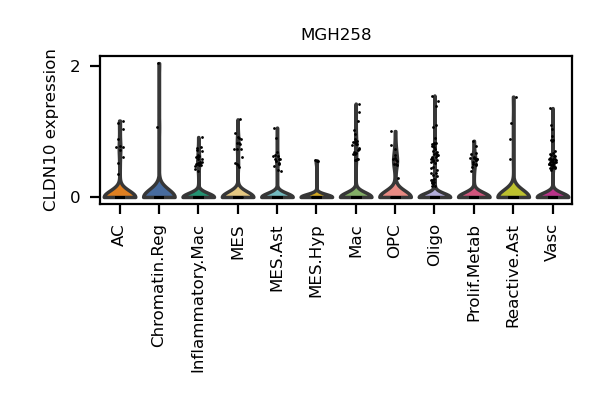 MGH258
CLDN10 expression
2
0
AC
Chromatin.Reg
Inflammatory.Mac
MES
MES.Ast
MES.Hyp
Mac
OPC
Oligo
Prolif.Metab
Reactive.Ast
Vasc